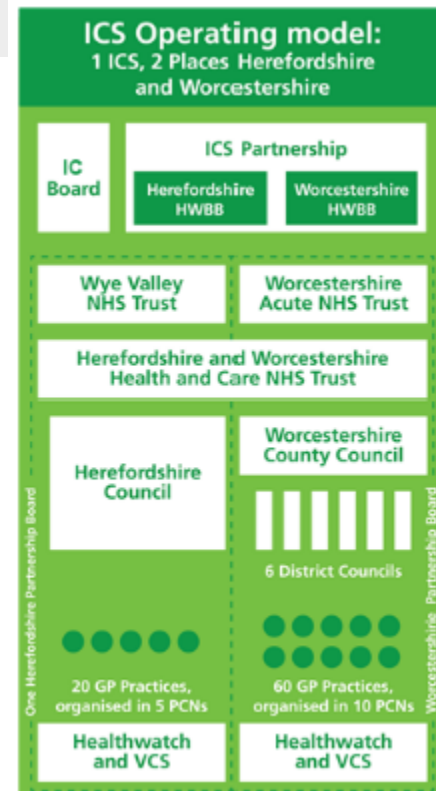 ICS Operating model:
1 ICS, 2 Places Herefordshire
and Worcestershire
IC
Board
ICS Partnership
Herefordshire
HWBB
Worcestershire
HWBB
Wye Valley
NHS Trust
Worcestershire
Acute NHS Trust
Herefordshire and Worcestershire
Health and Care NHS Trust
Herefordshire
Council
Worcestershire
County Council
6 District Councils
One Herefordshire Partnership Board
Worcestershirie Partnership Board
20 GP Practices,
organised in 5 PCNs
60 GP Practices,
organised in 10 PCNs
Healthwatch
and VCS
Healthwatch
and VCS